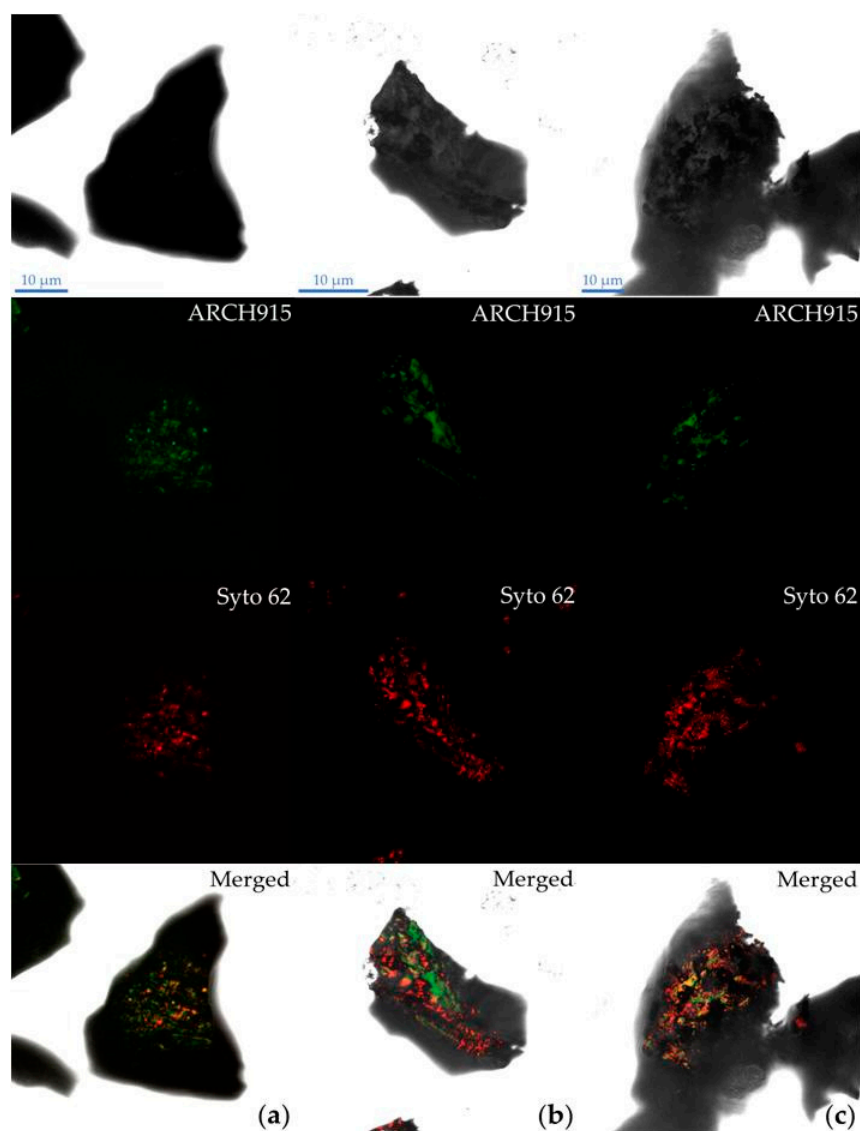 10 µm 10 µm 10 µm
ARCH915 ARCH915 ARCH915
Syto 62 Syto 62 Syto 62
Merged Merged Merged
(a) (b) (c)